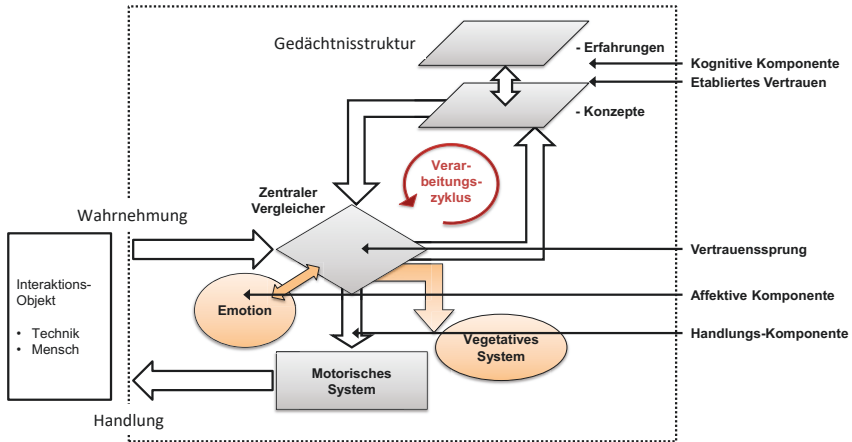 Gedächtnisstruktur
- Erfahrungen
Kognitive Komponente
Etabliertes Vertrauen
- Konzepte
Verar-
beitungs-
zyklus
Zentraler
Vergleicher
Wahrnehmung
Vertrauenssprung
Interaktions-
Objekt
• Technik
• Mensch
Emotion
Affektive Komponente
Handlungs-Komponente
Vegetatives
System
Motorisches
System
Handlung